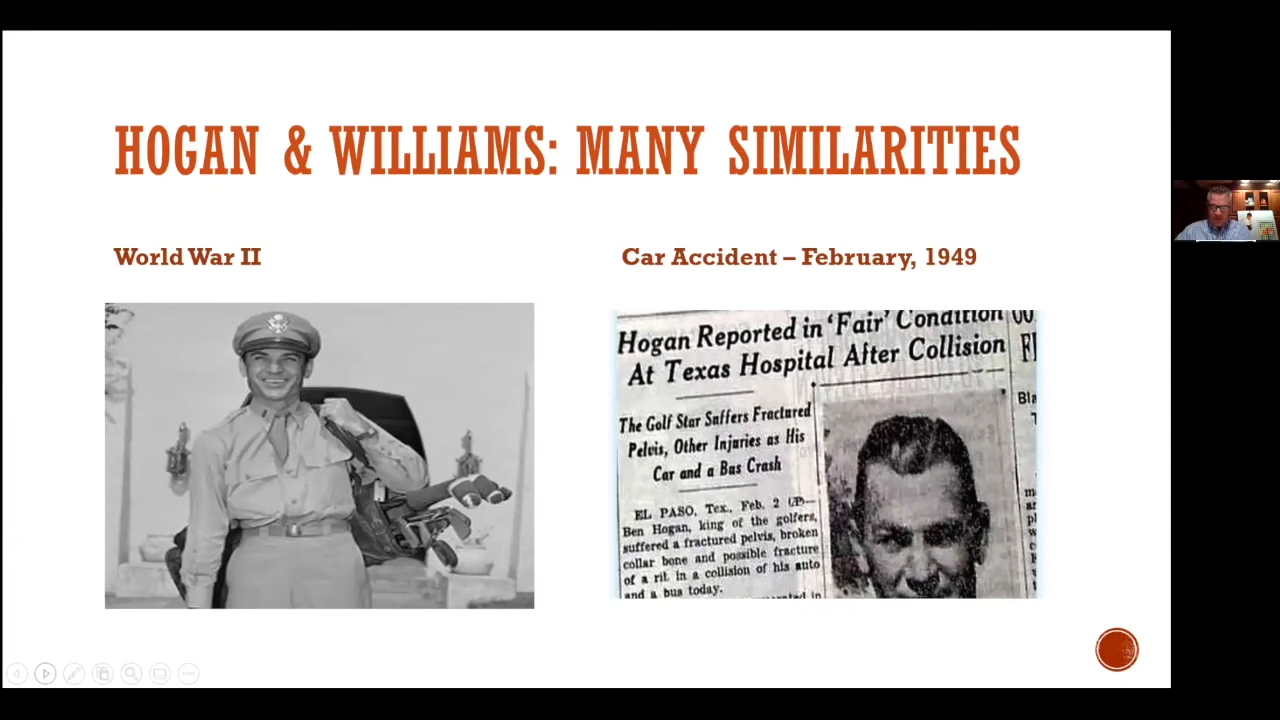 HOGAN & WILLIAMS: MANY SIMILARITIES
World War II
Car Accident – February, 1949
Hogan Reported in 'Fair' Condition
At Texas Hospital After Collision
The Golf Star Suffers Fractured
Pelvis, Other Injuries as His
Car and a Bus Crash
EL PASO, Tex., Feb. 2 (P)—
Ben Hogan, king of the golfers,
suffered a fractured pelvis, broken
collar bone and possible fracture
of a rib in a collision of his auto
and a bus today.